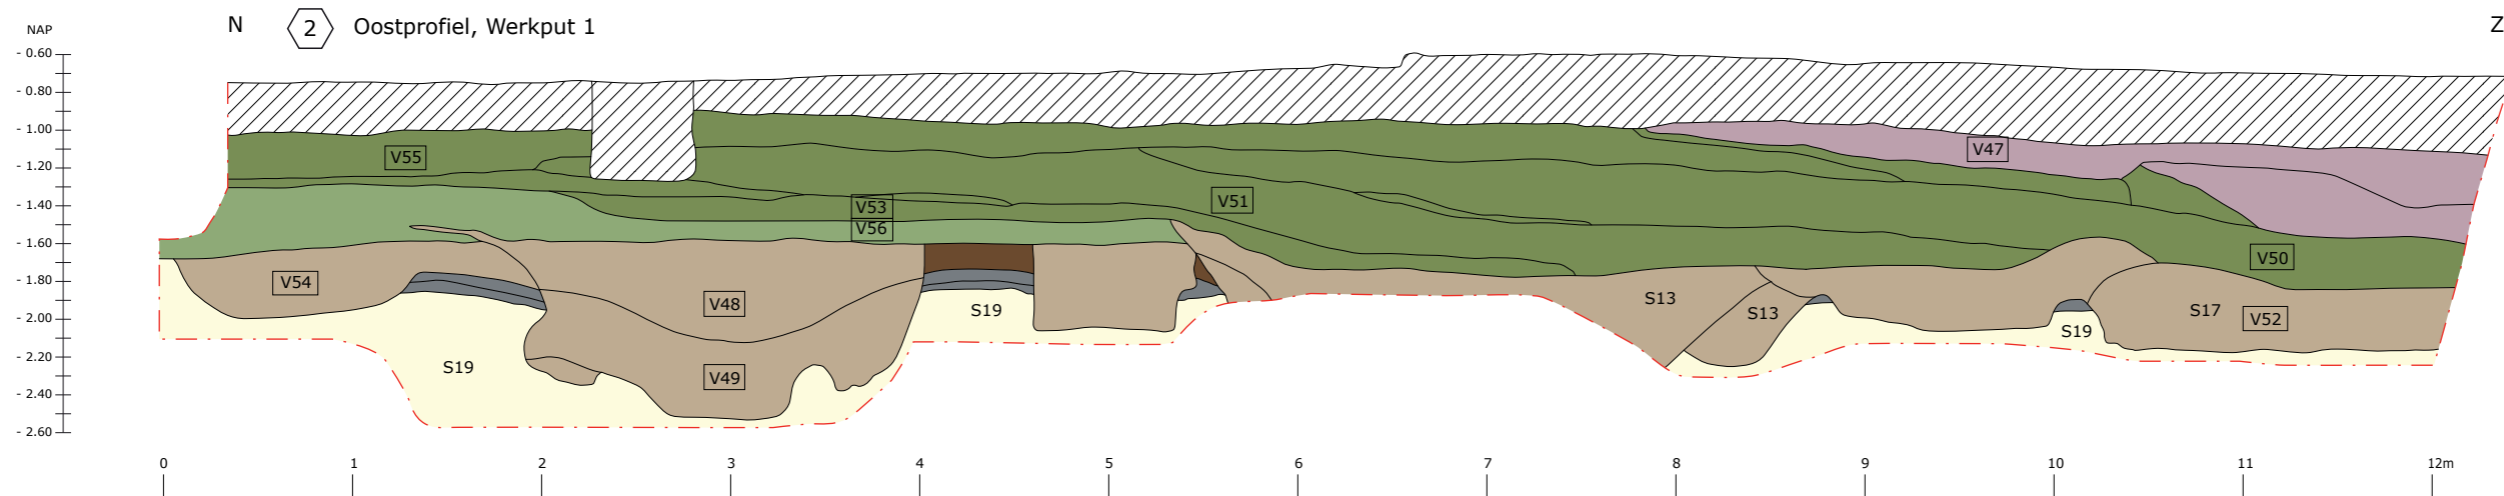 N 2 Oostprofiel, Werkput 1 Z
NAP
- 0.60
- 0.80
- 1.00
- 1.20
- 1.40
- 1.60
- 1.80
- 2.00
- 2.20
- 2.40
- 2.60
V55
V47
V53
V51
V56
V50
V54
V48
S13
S19
S13
S17
V52
S19
S19
V49
0 1 2 3 4 5 6 7 8 9 10 11 12m